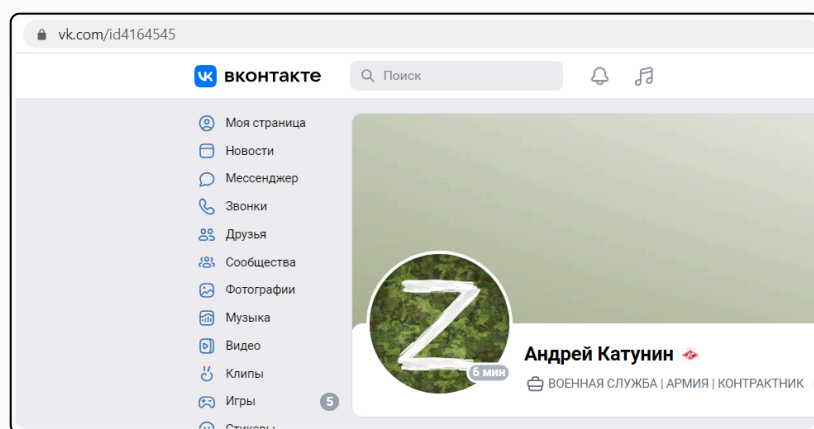 vk.com/id4164545
вконтакте
Поиск
Моя страница
Новости
Мессенджер
Звонки
Друзья
Сообщества
Фотографии
Музыка
Видео
Клипы
Игры 5
Стикеры
Z
6 мин
Андрей Катунин
ВОЕННАЯ СЛУЖБА | АРМИЯ | КОНТРАКТНИК